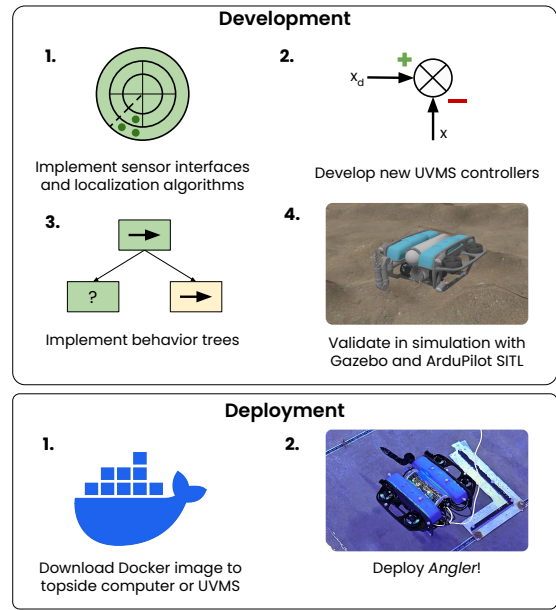 Development
1.
2.
+
x_d
x
Implement sensor interfaces
and localization algorithms
Develop new UVMS controllers
3.
4.
?
Implement behavior trees
Validate in simulation with
Gazebo and ArduPilot SITL
Deployment
1.
2.
Download Docker image to
topside computer or UVMS
Deploy Angler!